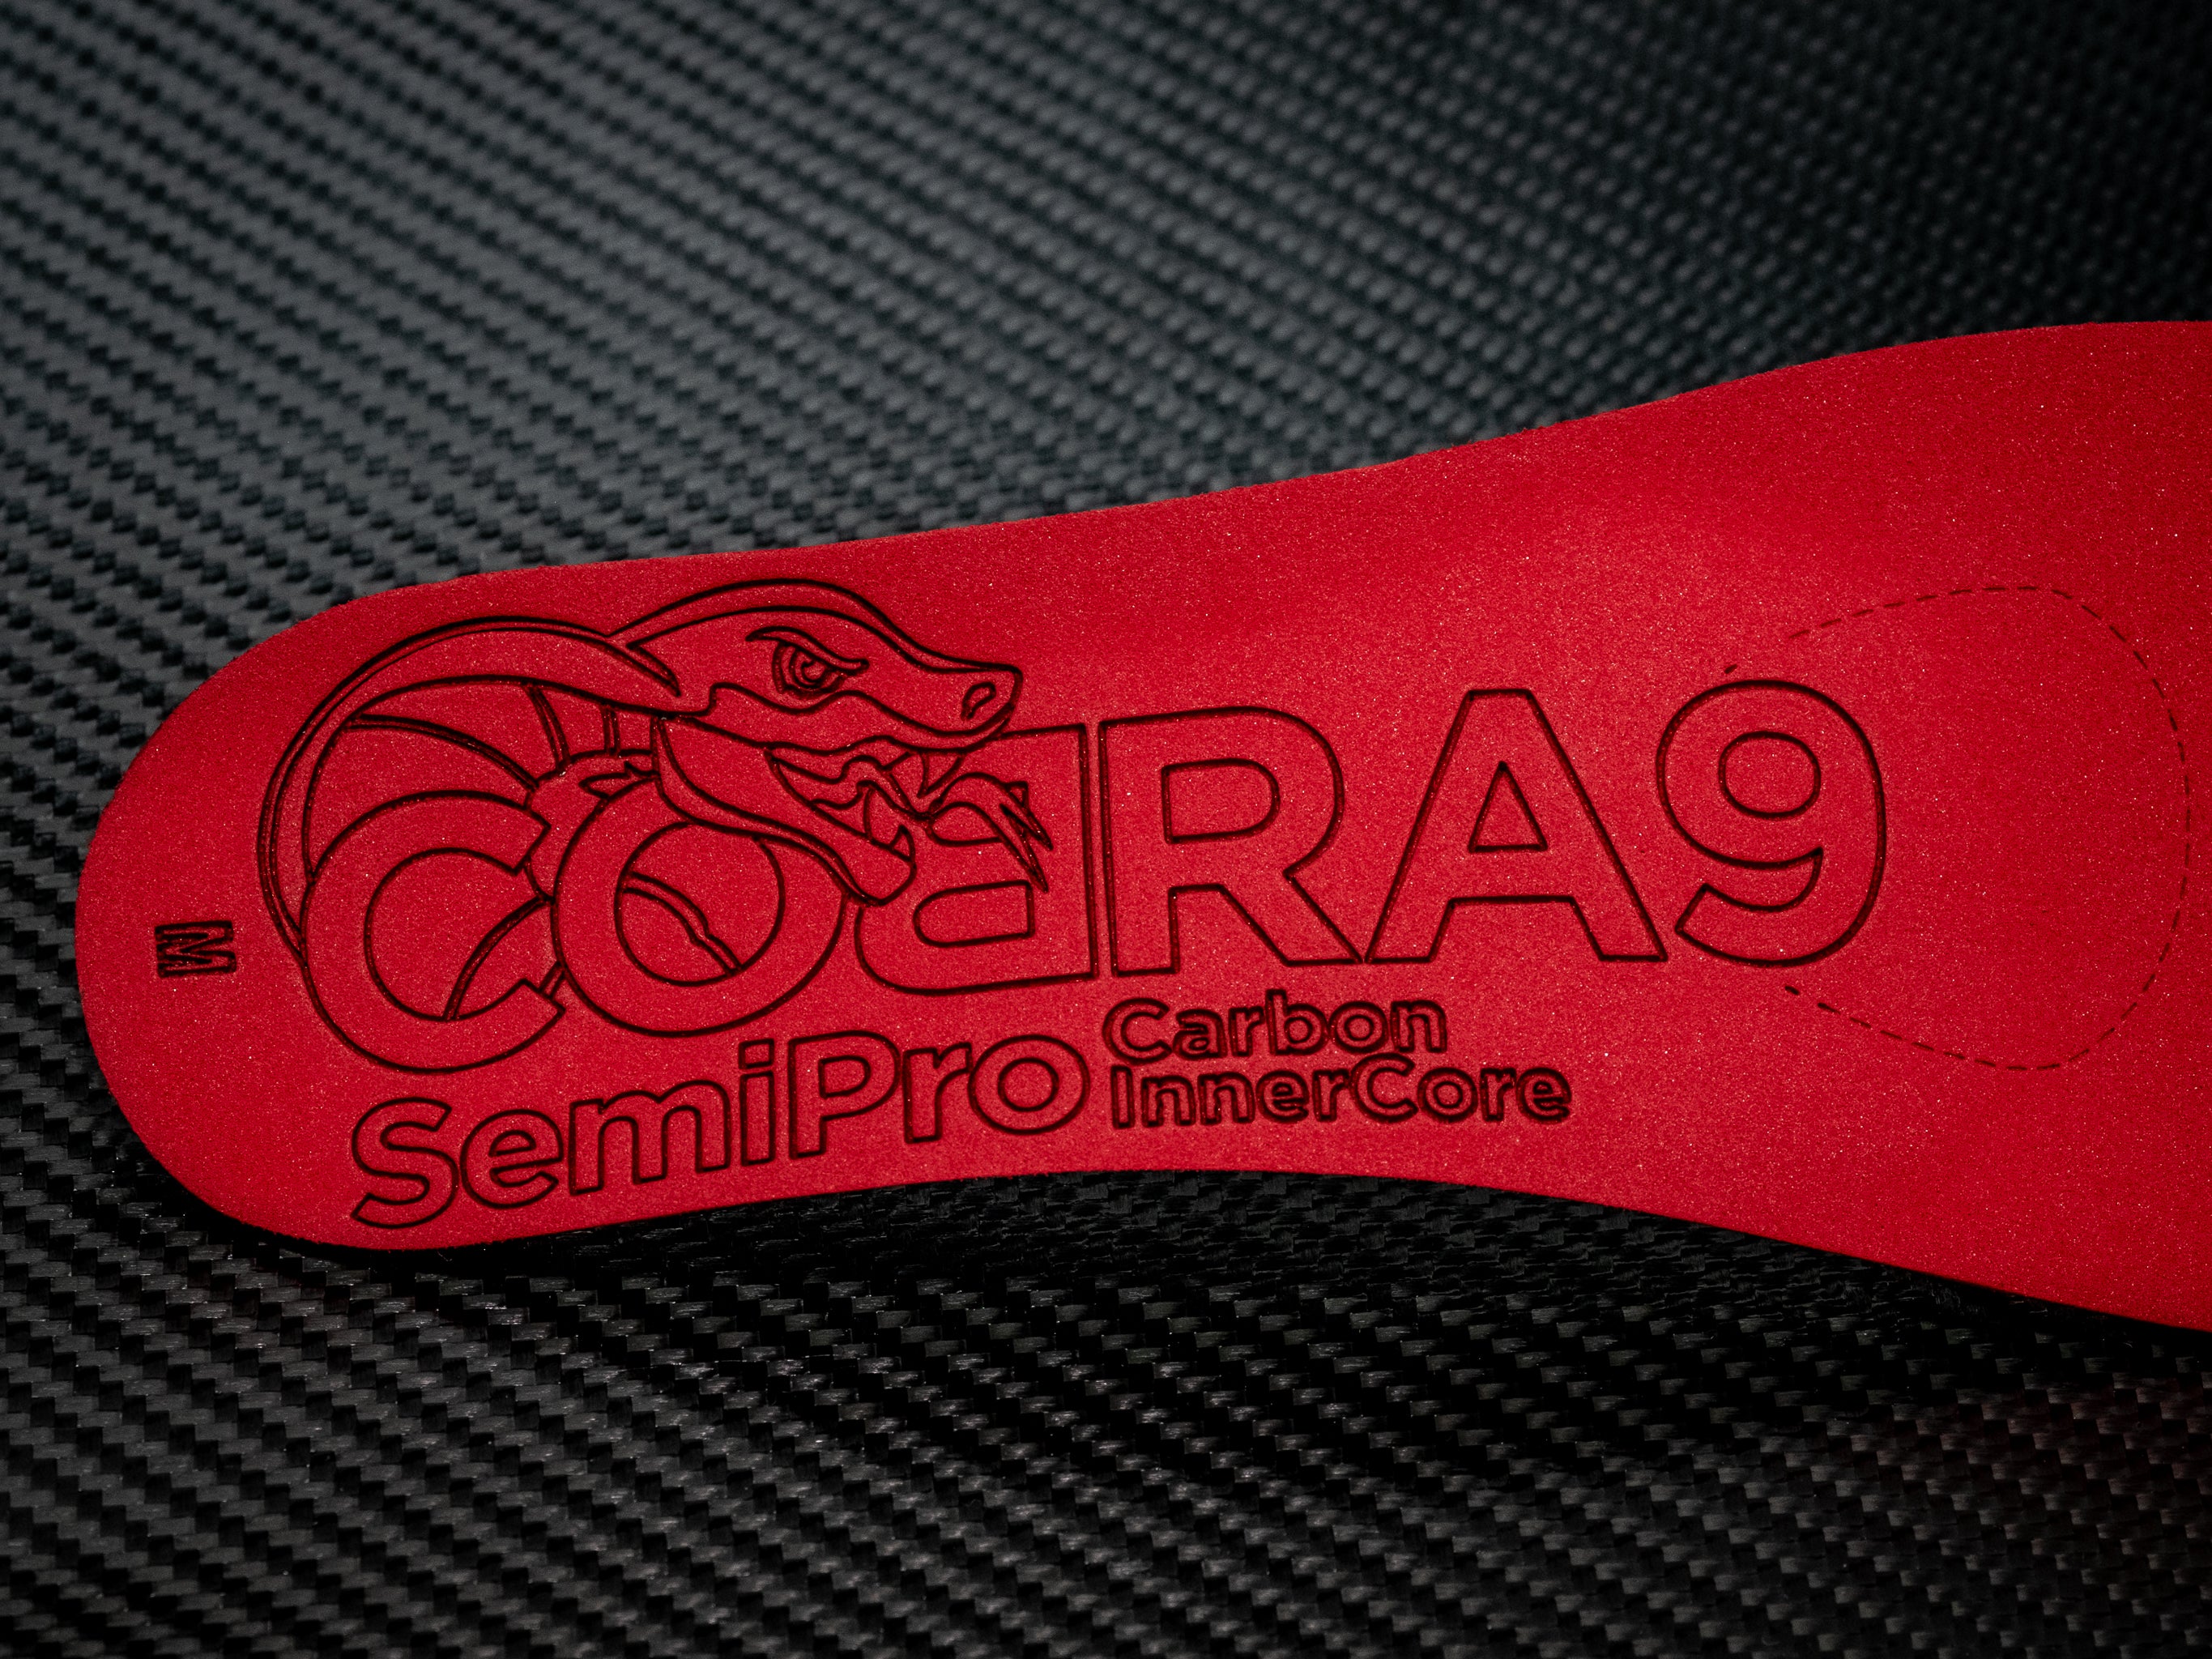 CoBRA9
SemiPro
Carbon
InnerCore
M